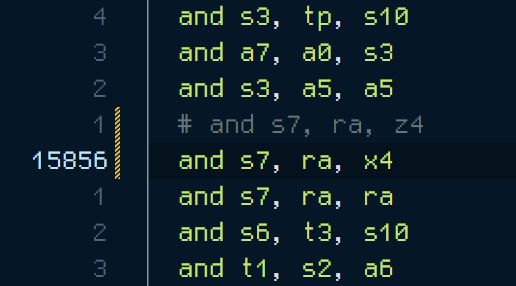 4 and s3, tp, s10
3 and a7, a0, s3
2 and s3, a5, a5
1 # and s7, ra, z4
15856 and s7, ra, x4
1 and s7, ra, ra
2 and s6, t3, s10
3 and t1, s2, a6